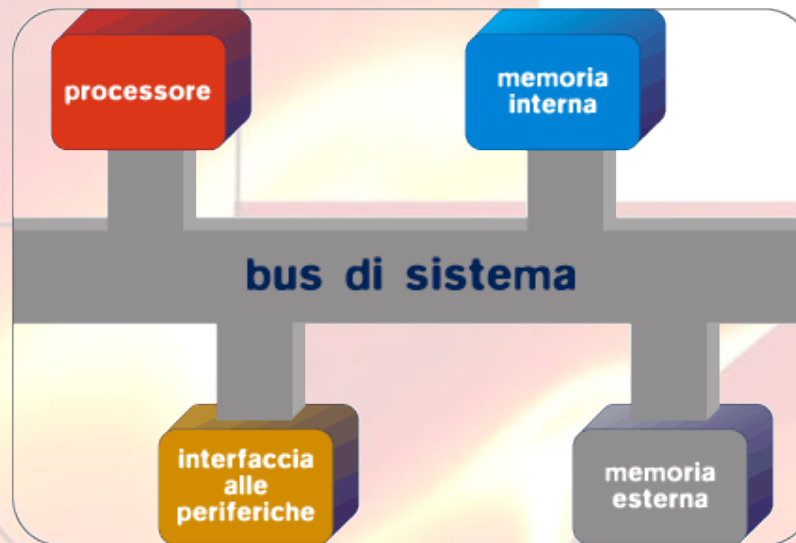 processore
memoria
interna
bus di sistema
interfaccia
alle
periferiche
memoria
esterna